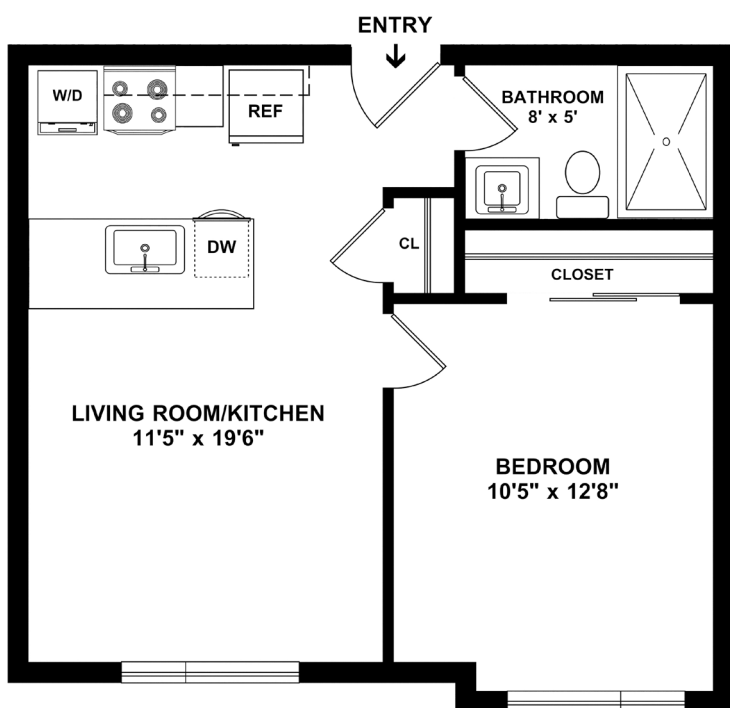 ENTRY
W/D
REF
BATHROOM
8' x 5'
DW
CL
CLOSET
LIVING ROOM/KITCHEN
11'5" x 19'6"
BEDROOM
10'5" x 12'8"